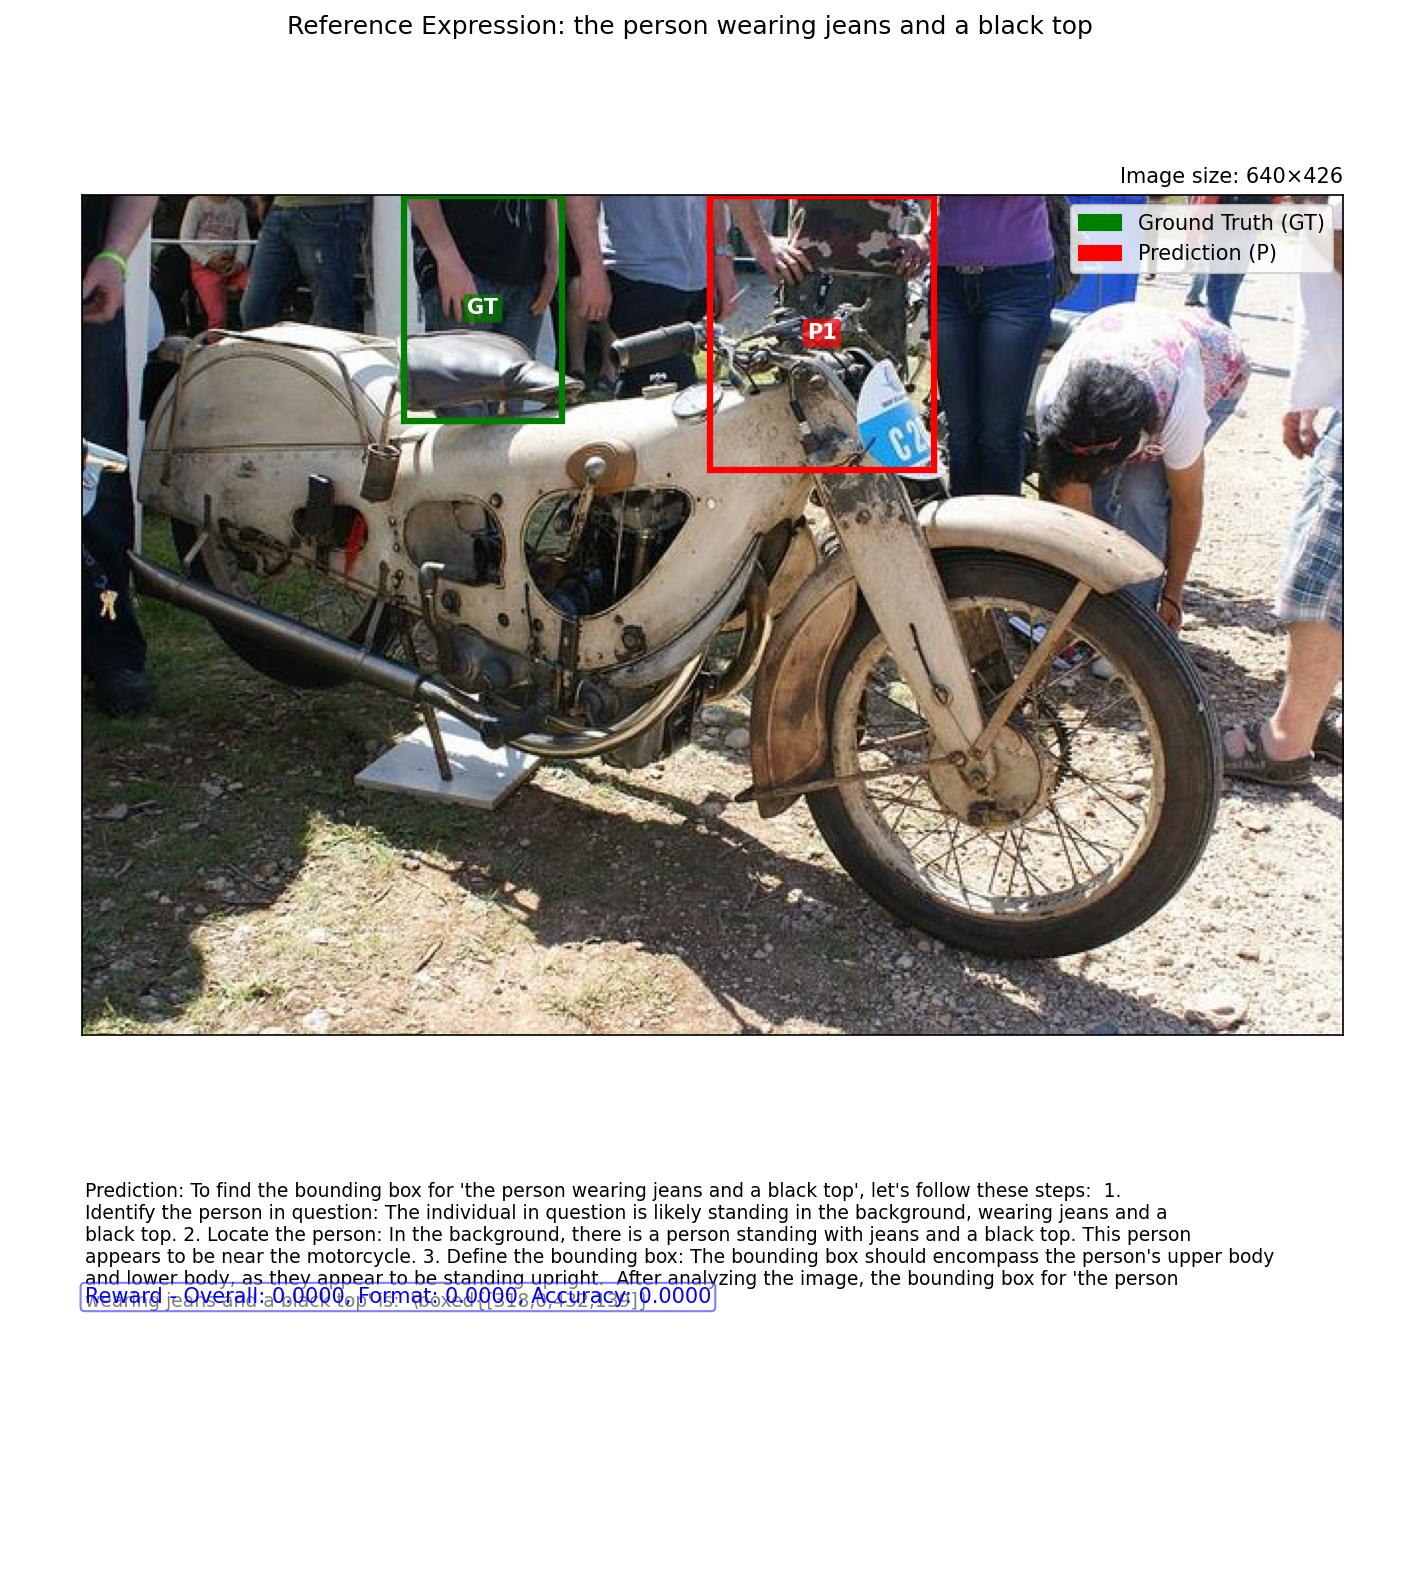 Reference Expression: the person wearing jeans and a black top
Image size: 640×426
Ground Truth (GT)
Prediction (P)
GT
P1
C 2
Prediction: To find the bounding box for 'the person wearing jeans and a black top', let's follow these steps:  1.
Identify the person in question: The individual in question is likely standing in the background, wearing jeans and a
black top. 2. Locate the person: In the background, there is a person standing with jeans and a black top. This person
appears to be near the motorcycle. 3. Define the bounding box: The bounding box should encompass the person's upper body
and lower body, as they appear to be standing upright.  After analyzing the image, the bounding box for 'the person
wearing jeans and a black top' is:  \boxed{[318,0,432,139]}
Reward - Overall: 0.0000, Format: 0.0000, Accuracy: 0.0000